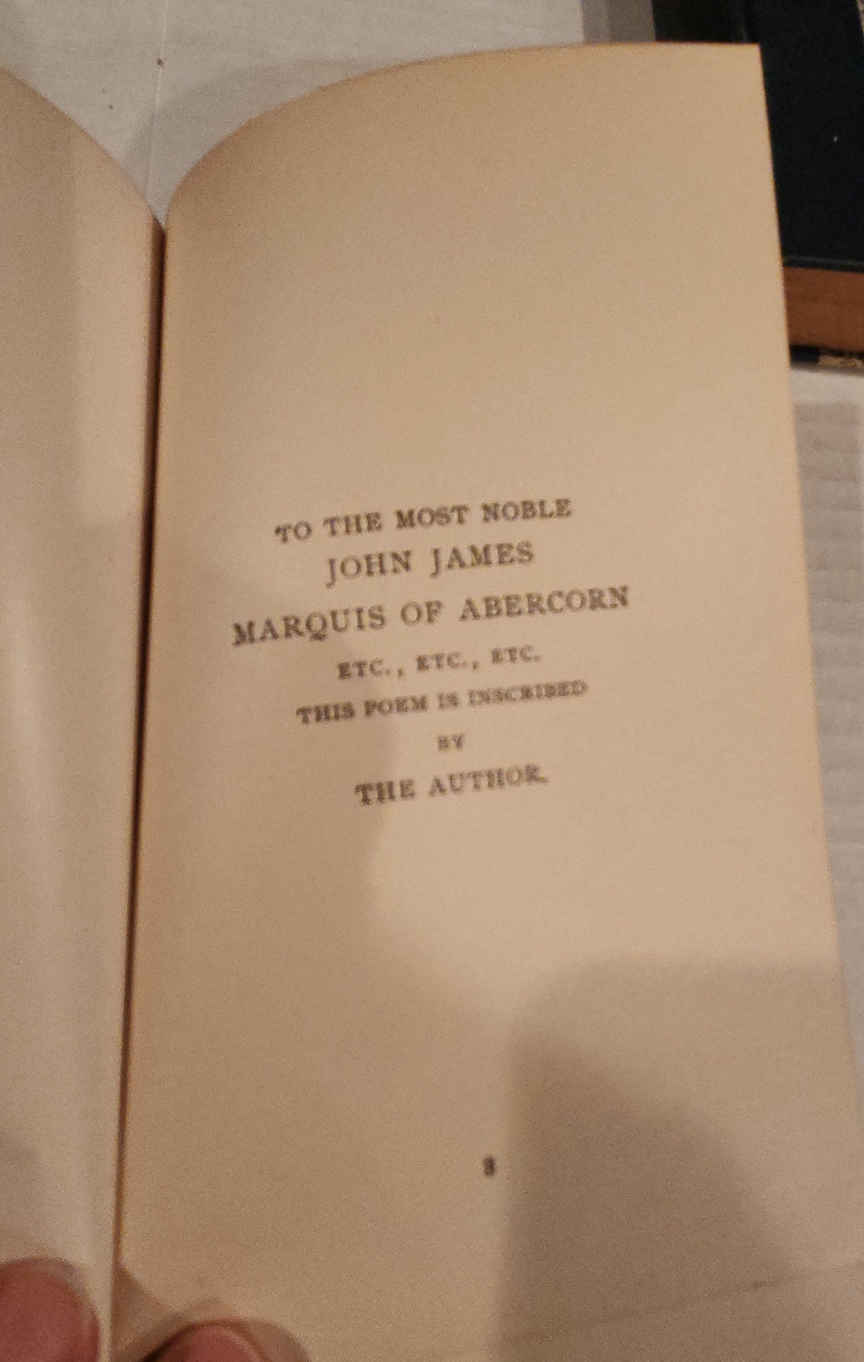 TO THE MOST NOBLE
JOHN JAMES
MARQUIS OF ABERCORN
ETC., ETC., ETC.
THIS POEM IS INSCRIBED
BY
THE AUTHOR.
3